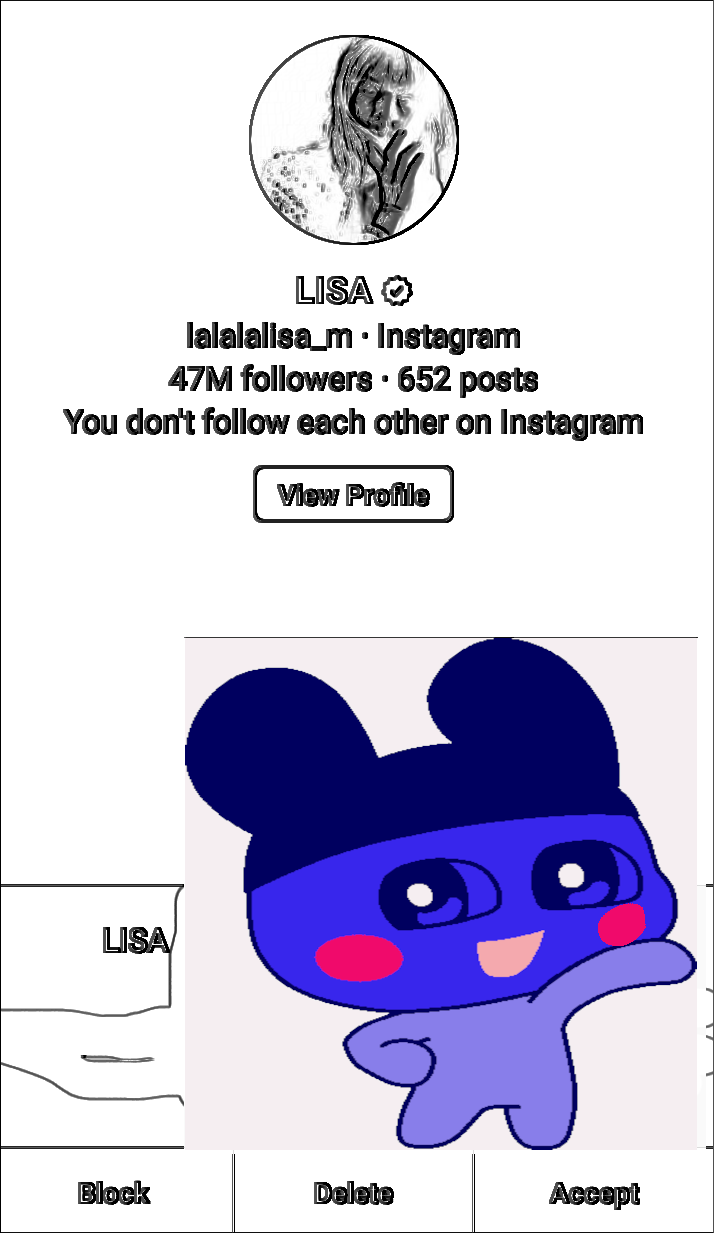 LISA
lalalalisa_m · Instagram
47M followers · 652 posts
You don't follow each other on Instagram
View Profile
LISA
Block
Delete
Accept